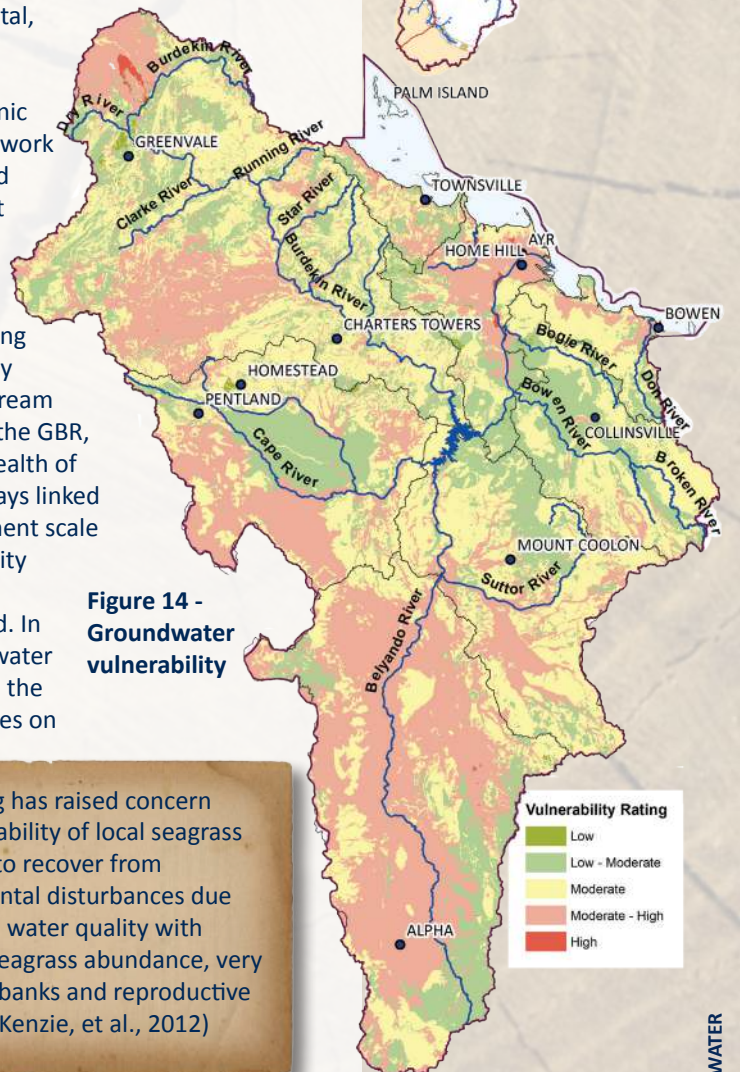 tal,
nic
work
d
t
ng
y
ream
the GBR,
ealth of
ays linked
nent scale
ity
d. In
water
the
es on
Figure 14 -
Groundwater
vulnerability
g has raised concern
ability of local seagrass
to recover from
ntal disturbances due
water quality with
eagrass abundance, very
banks and reproductive
Kenzie, et al., 2012)
PALM ISLAND
Burdekin River
Dry River
GREENVALE
Running River
Clarke River
Star River
TOWNSVILLE
HOME HILL
AYR
Burdekin River
BOWEN
CHARTERS TOWERS
Bogie River
Don River
HOMESTEAD
PENTLAND
Bowen River
COLLINSVILLE
Cape River
Broken River
MOUNT COOLON
Suttor River
Belyando River
ALPHA
Vulnerability Rating
Low
Low - Moderate
Moderate
Moderate - High
High
WATER